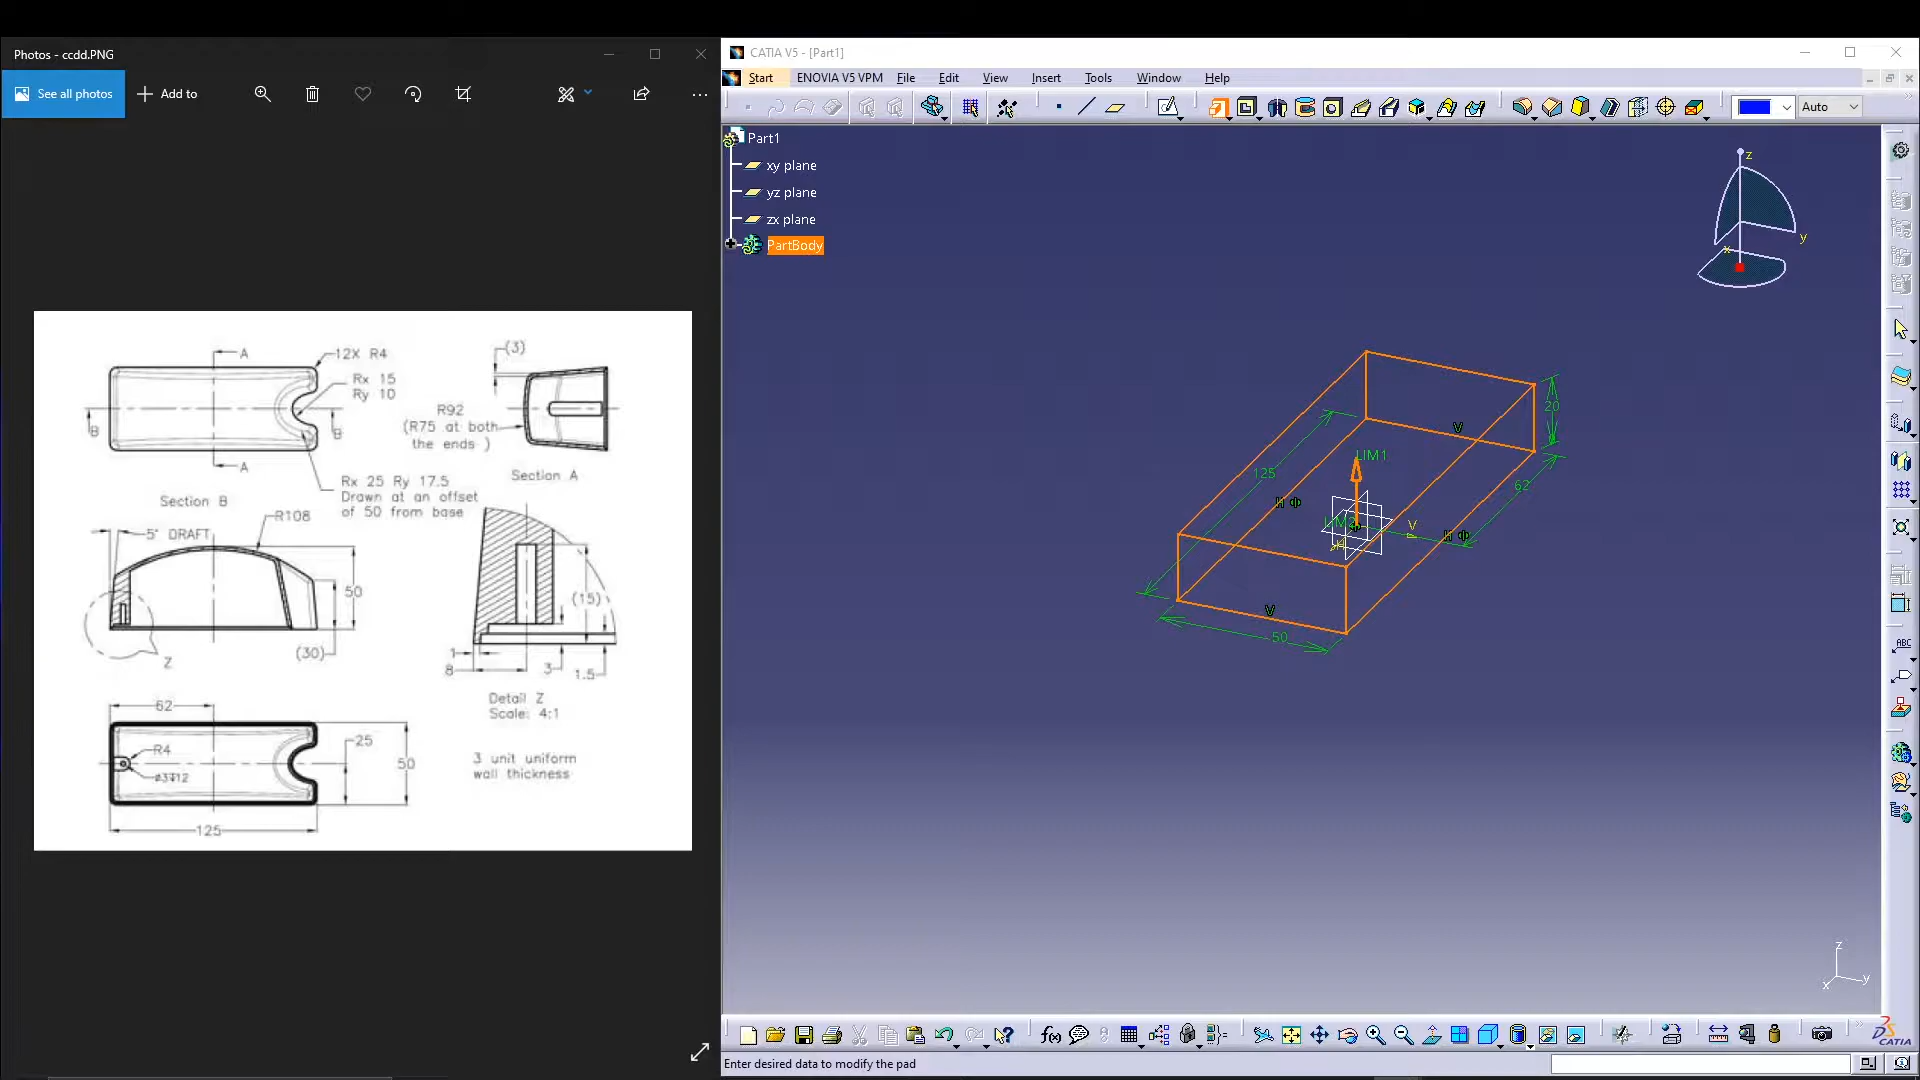 Photos - ccdd.PNG
See all photos
Add to
12X R4
A
Rx 15
Ry 10
B
B
A
Rx 25 Ry 17.5
Drawn at an offset
of 50 from base
(3)
R92
(R75 at both
the ends )
Section A
Section B
R108
5° DRAFT
50
(30)
Z
(15)
1
8
3
1.5
Detail Z
Scale: 4:1
62
R4
25
50
125
3 unit uniform
wall thickness
CATIA V5 - [Part1]
Start
ENOVIA V5 VPM
File
Edit
View
Insert
Tools
Window
Help
Auto
Part1
xy plane
yz plane
zx plane
PartBody
z
y
x
20
V
LIM1
125
62
H
LIM2
V
H
H
V
50
z
x
y
ABC
f(x)
CATIA
Enter desired data to modify the pad